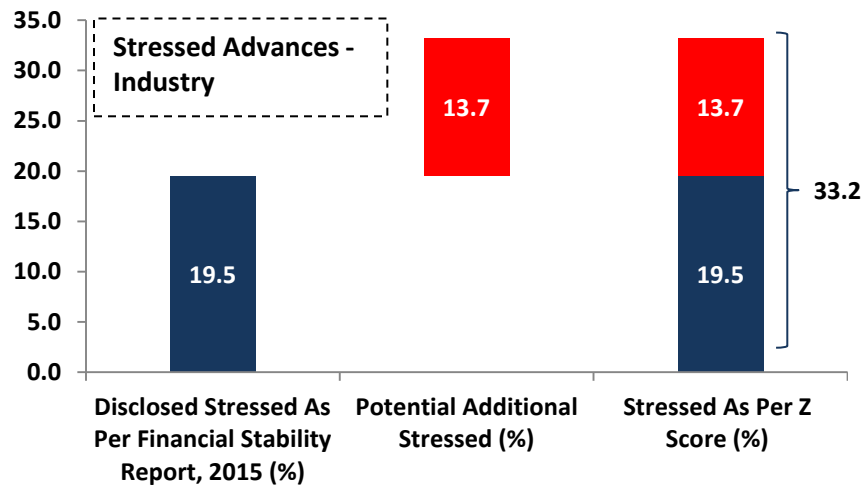 35.0
30.0
25.0
20.0
15.0
10.0
5.0
0.0
Stressed Advances -
Industry
13.7
13.7
33.2
19.5
19.5
Disclosed Stressed As
Per Financial Stability
Report, 2015 (%)
Potential Additional
Stressed (%)
Stressed As Per Z
Score (%)